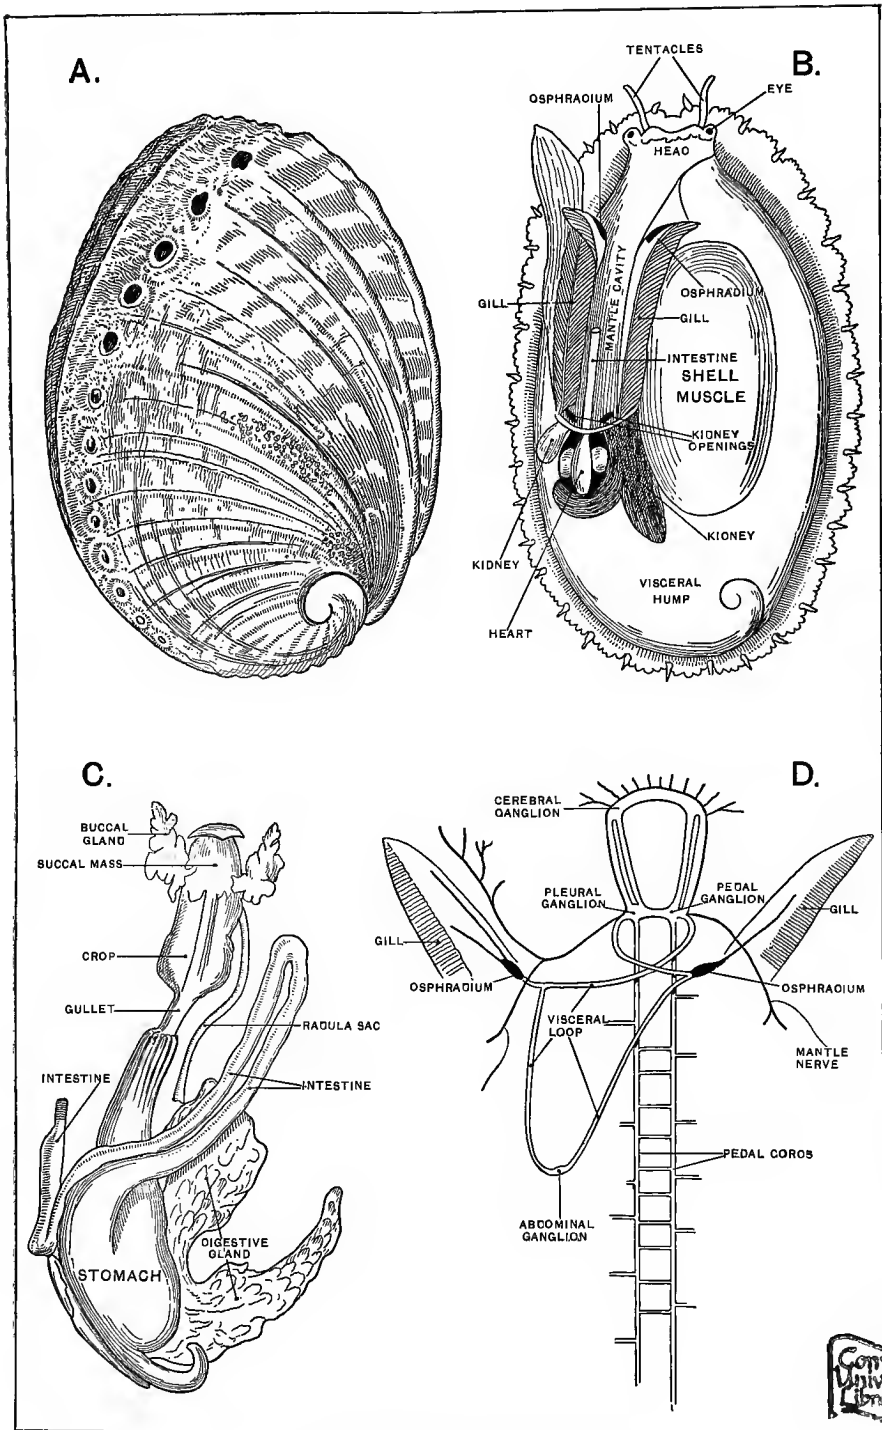 A.
B.
TENTACLES
EYE
OSPHRADIUM
HEAD
MANTLE CAVITY
OSPHRADIUM
GILL
GILL
INTESTINE
SHELL
MUSCLE
KIDNEY
OPENINGS
KIDNEY
KIDNEY
VISCERAL
HUMP
HEART
C.
BUCCAL
GLAND
BUCCAL MASS
CROP
GULLET
RADULA SAC
INTESTINE
INTESTINE
DIGESTIVE
GLAND
STOMACH
D.
CEREBRAL
GANGLION
PLEURAL
GANGLION
PEDAL
GANGLION
GILL
GILL
OSPHRADIUM
OSPHRADIUM
VISCERAL
LOOP
MANTLE
NERVE
PEDAL CORDS
ABDOMINAL
GANGLION